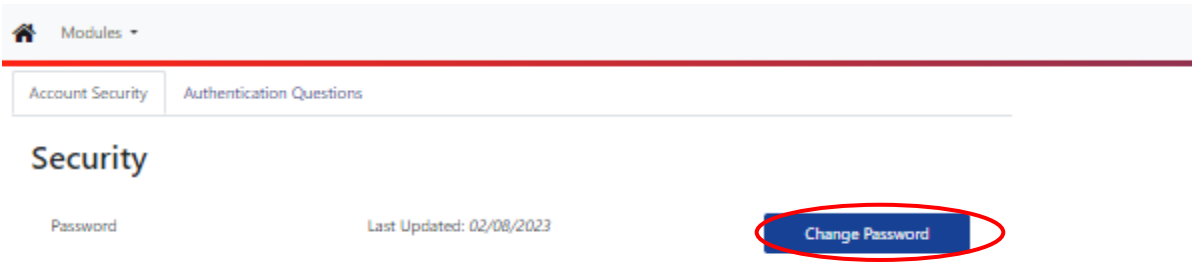 Modules
Account Security Authentication Questions
Security
Password Last Updated: 02/08/2023 Change Password